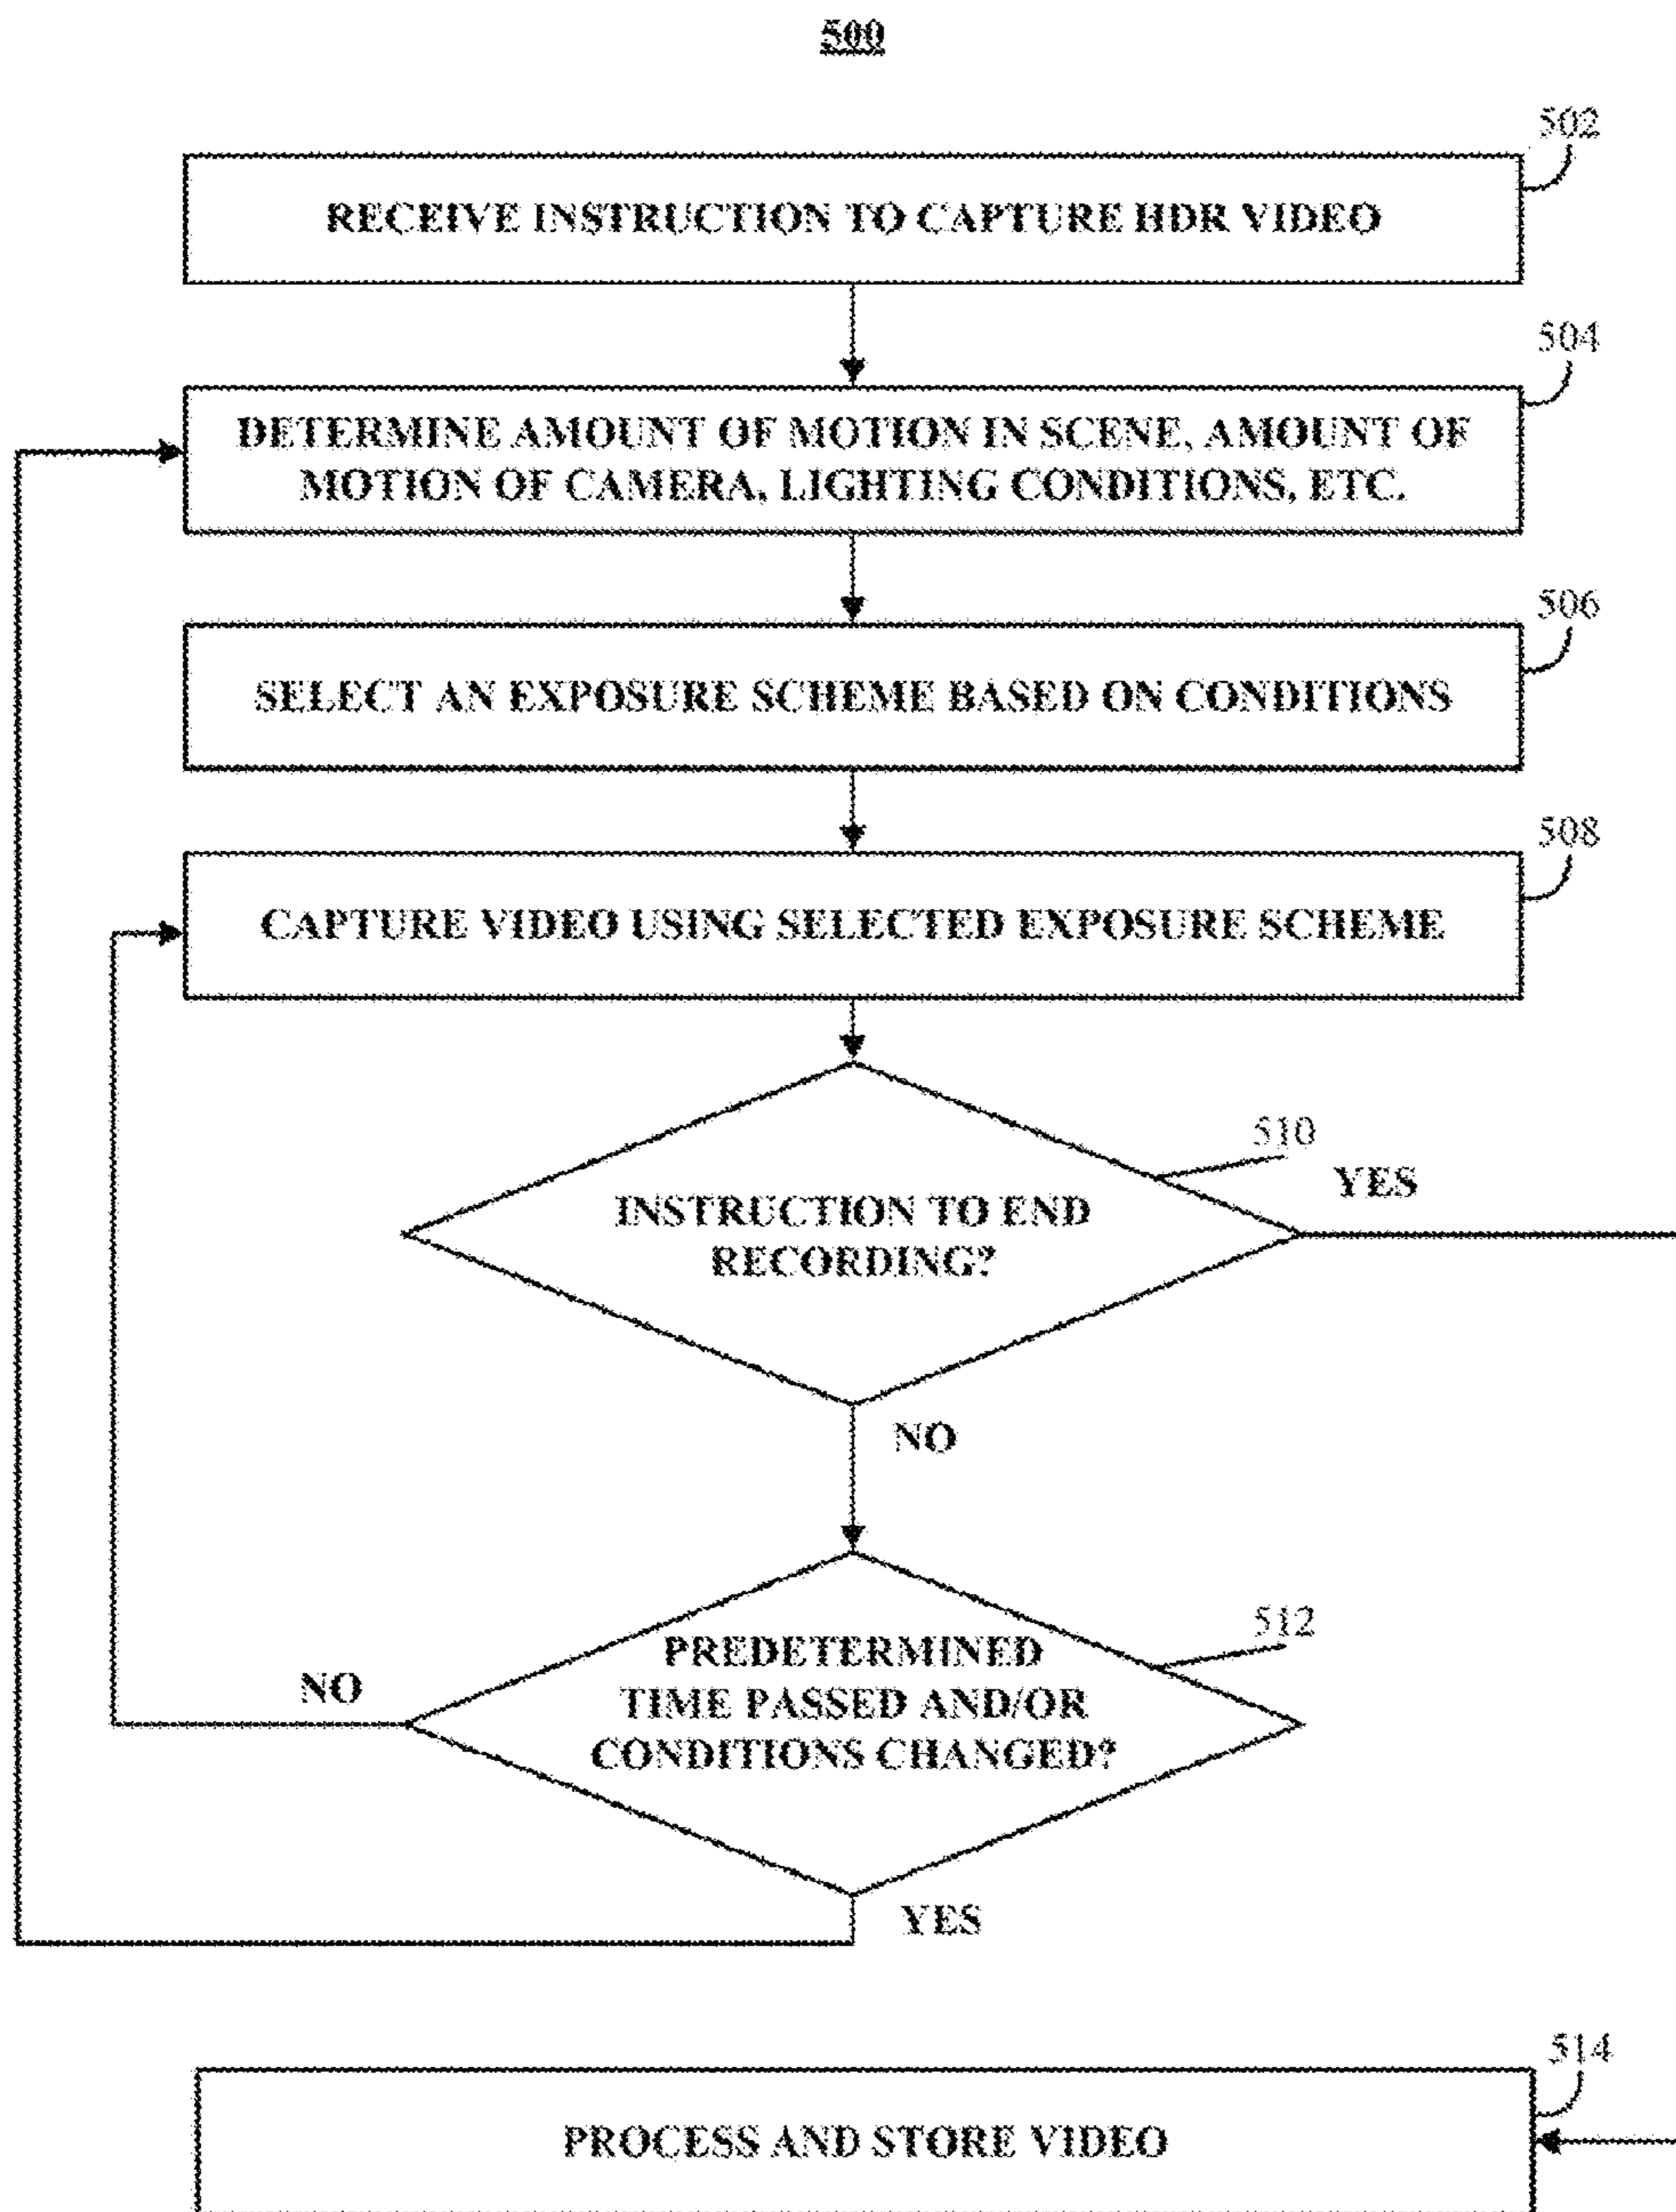 500
502
RECEIVE INSTRUCTION TO CAPTURE HDR VIDEO
504
DETERMINE AMOUNT OF MOTION IN SCENE, AMOUNT OF
MOTION OF CAMERA, LIGHTING CONDITIONS, ETC.
506
SELECT AN EXPOSURE SCHEME BASED ON CONDITIONS
508
CAPTURE VIDEO USING SELECTED EXPOSURE SCHEME
510
YES
INSTRUCTION TO END
RECORDING?
NO
512
PREDETERMINED
TIME PASSED AND/OR
CONDITIONS CHANGED?
NO
YES
514
PROCESS AND STORE VIDEO